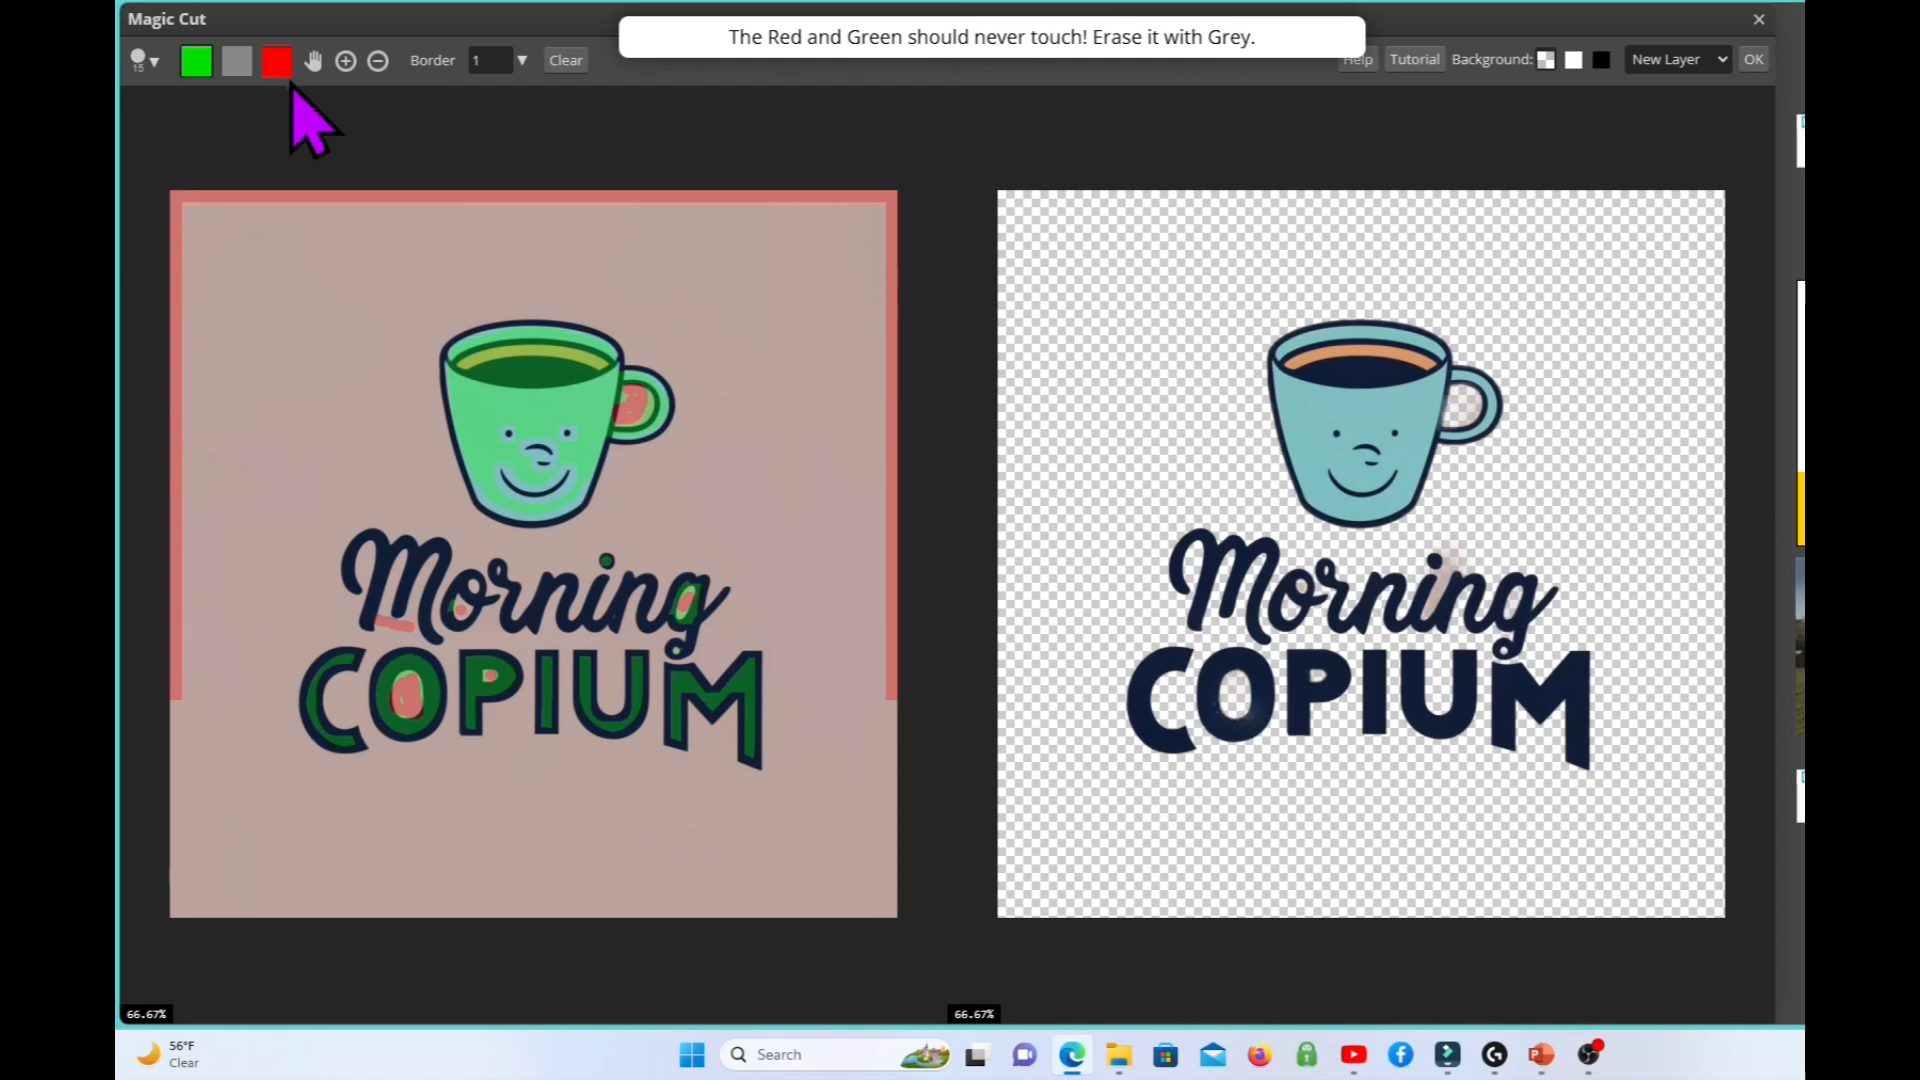 Magic Cut
The Red and Green should never touch! Erase it with Grey.
15
Border 1 Clear
Help Tutorial Background: New Layer OK
Morning
COPIUM
Morning
COPIUM
66.67%
66.67%
56°F
Clear
Search